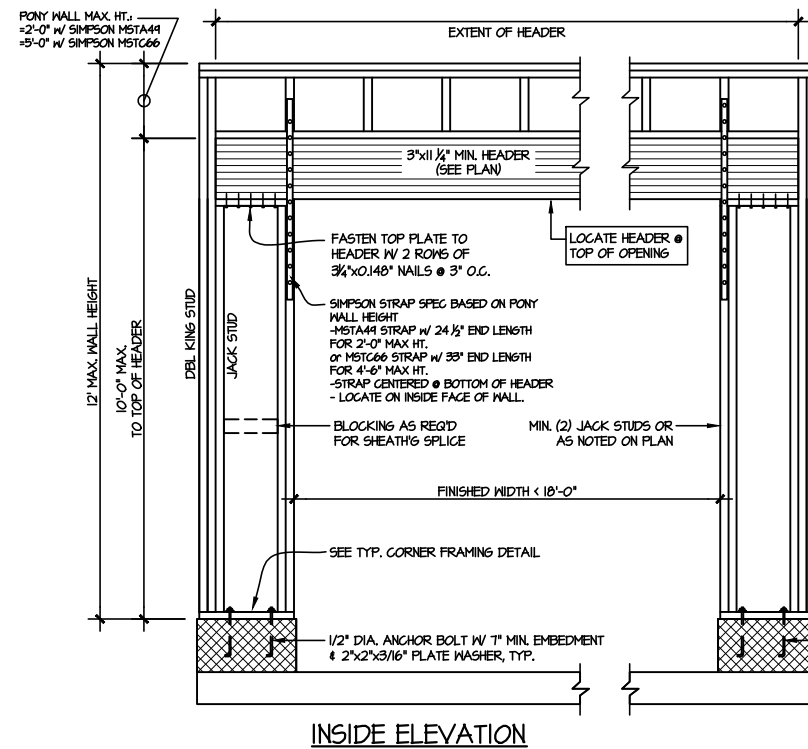 PONY WALL MAX. HT.:
=2'-0" W/ SIMPSON MSTA49
=5'-0" W/ SIMPSON MSTC66
EXTENT OF HEADER
3"x11 1/4" MIN. HEADER
(SEE PLAN)
FASTEN TOP PLATE TO
HEADER W/ 2 ROWS OF
3 1/4"x0.148" NAILS @ 3" O.C.
LOCATE HEADER @
TOP OF OPENING
SIMPSON STRAP SPEC BASED ON PONY
WALL HEIGHT
-MSTA49 STRAP W/ 24 1/2" END LENGTH
FOR 2'-0" MAX HT.
or MSTC66 STRAP W/ 33" END LENGTH
FOR 4'-6" MAX HT.
-STRAP CENTERED @ BOTTOM OF HEADER
- LOCATE ON INSIDE FACE OF WALL.
12' MAX. WALL HEIGHT
10'-0" MAX.
TO TOP OF HEADER
DBL KING STUD
JACK STUD
BLOCKING AS REQ'D
FOR SHEATH'G SPLICE
MIN. (2) JACK STUDS OR
AS NOTED ON PLAN
FINISHED WIDTH < 18'-0"
SEE TYP. CORNER FRAMING DETAIL
1/2" DIA. ANCHOR BOLT W/ 7" MIN. EMBEDMENT
& 2"x2"x3/16" PLATE WASHER, TYP.
INSIDE ELEVATION